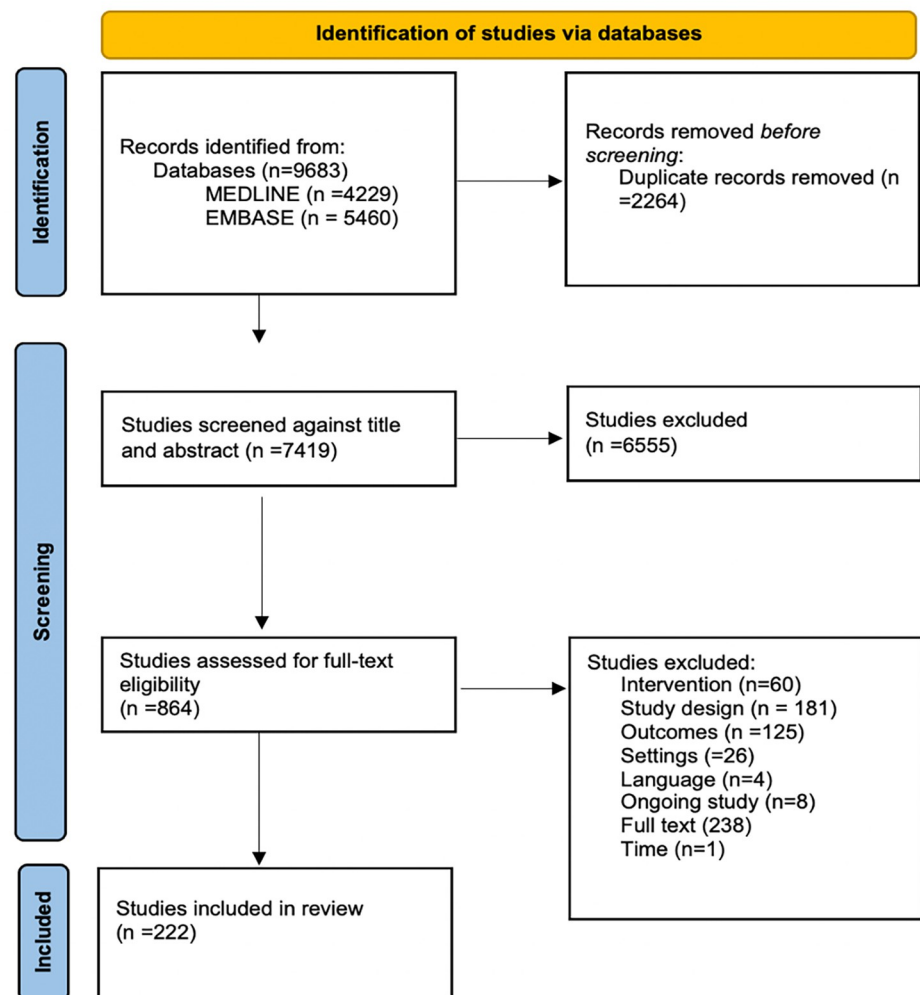 Identification of studies via databases
Identification
Records identified from:
Databases (n=9683)
MEDLINE (n =4229)
EMBASE (n = 5460)
Records removed before
screening:
Duplicate records removed (n
=2264)
Screening
Studies screened against title
and abstract (n =7419)
Studies excluded
(n =6555)
Studies assessed for full-text
eligibility
(n =864)
Studies excluded:
Intervention (n=60)
Study design (n = 181)
Outcomes (n =125)
Settings (=26)
Language (n=4)
Ongoing study (n=8)
Full text (238)
Time (n=1)
Included
Studies included in review
(n =222)